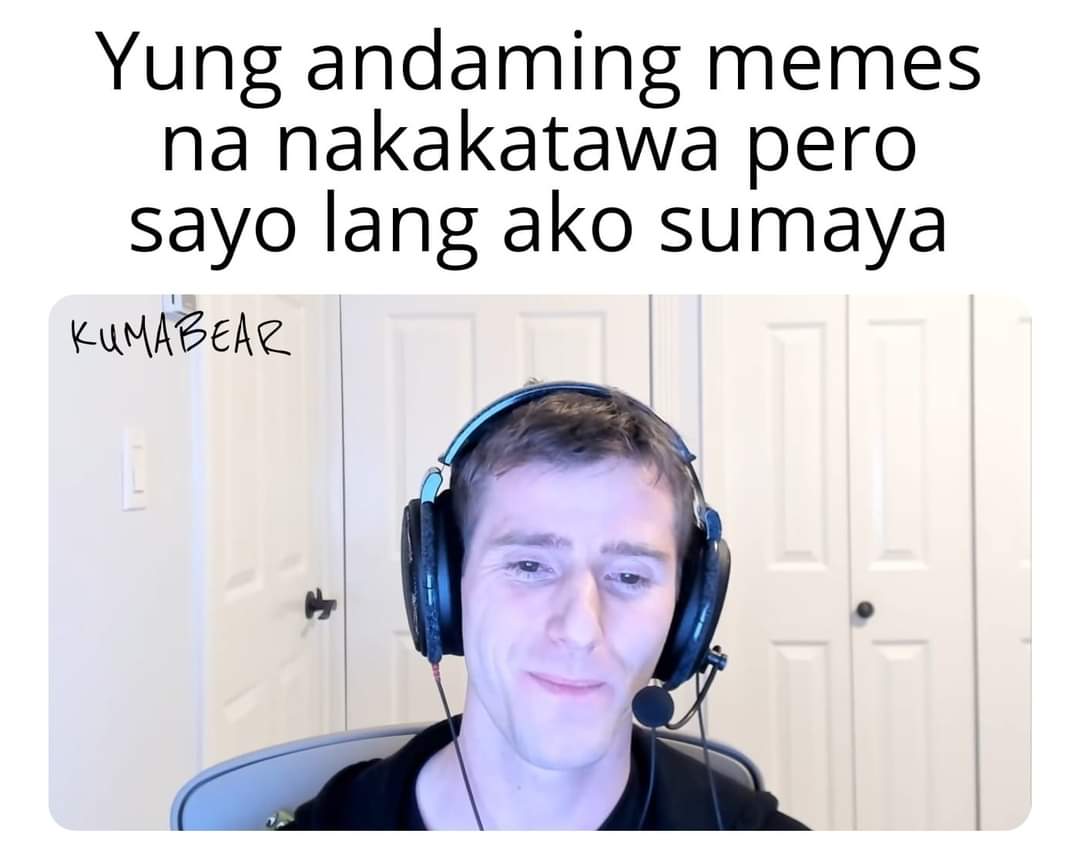 Yung andaming memes
na nakakatawa pero
sayo lang ako sumaya
KUMABEAR